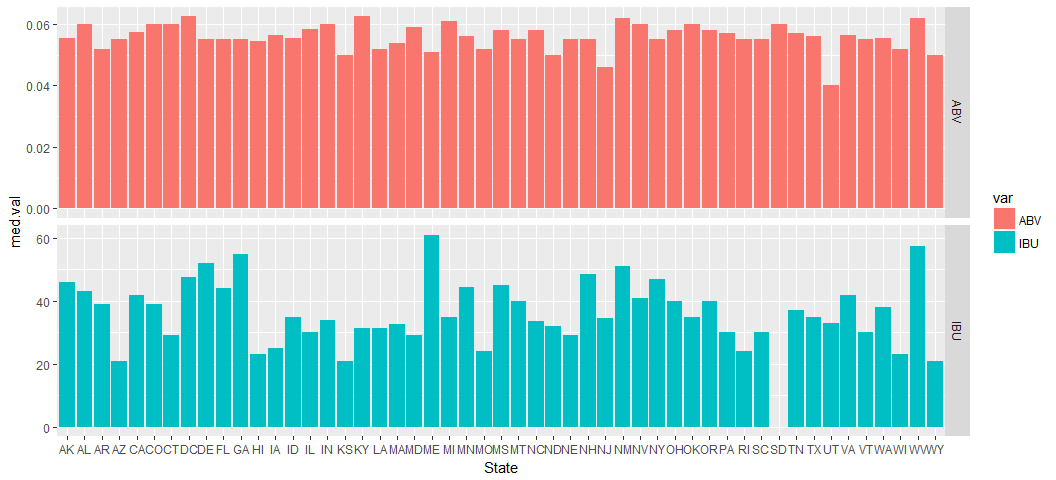 0.06
0.04
0.02
0.00
ABV
60
40
20
0
IBU
med.val
AK AL AR AZ CA CO CT DC DE FL GA HI IA ID IL IN KS KY LA MA MD ME MI MN MO MS MT NC ND NE NH NJ NM NV NY OH OK OR PA RI SC SD TN TX UT VA VT WA WI WV WY
State
var
ABV
IBU